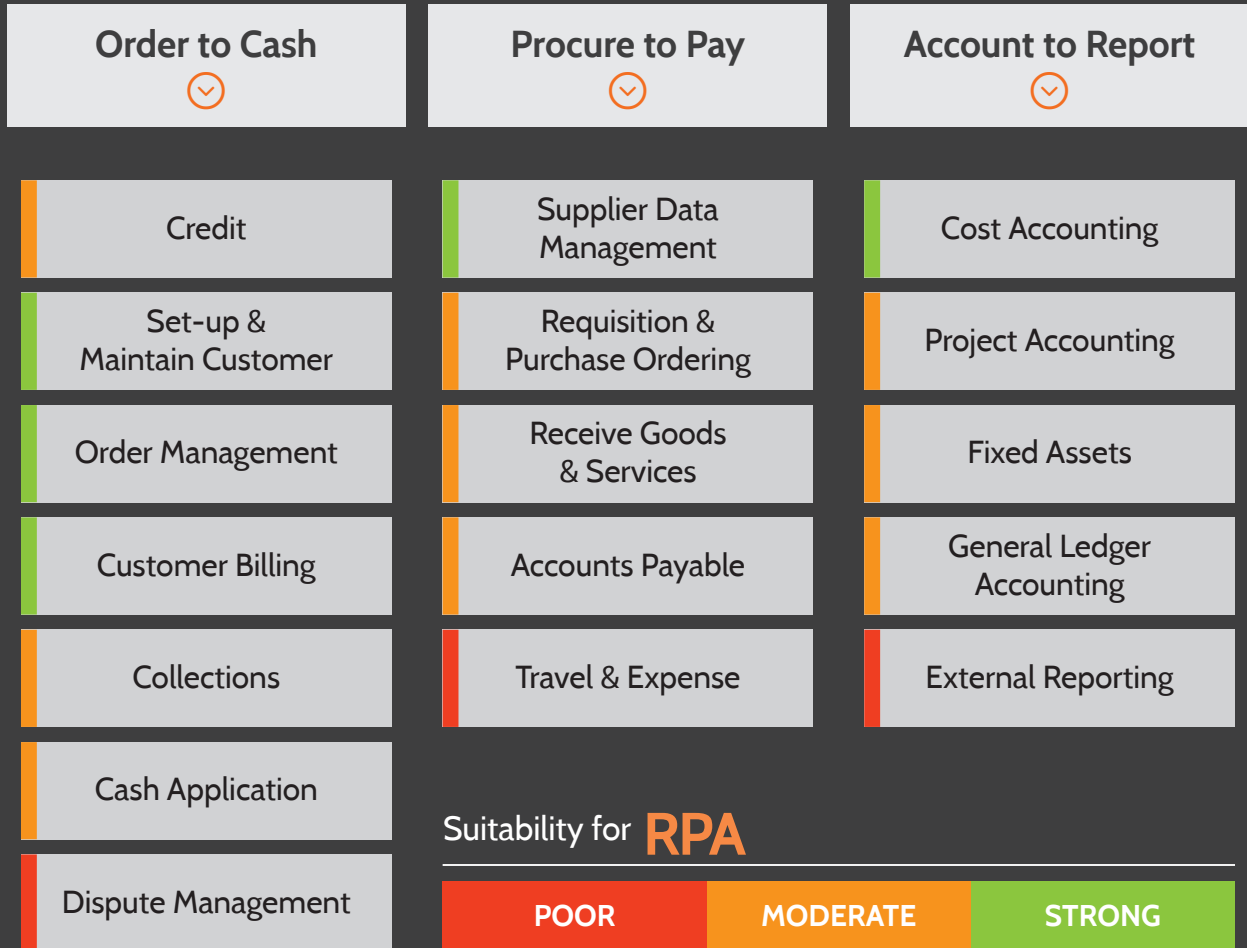 Order to Cash
Credit
Set-up &
Maintain Customer
Order Management
Customer Billing
Collections
Cash Application
Dispute Management
Procure to Pay
Supplier Data
Management
Requisition &
Purchase Ordering
Receive Goods
& Services
Accounts Payable
Travel & Expense
Account to Report
Cost Accounting
Project Accounting
Fixed Assets
General Ledger
Accounting
External Reporting
Suitability for RPA
POOR MODERATE STRONG